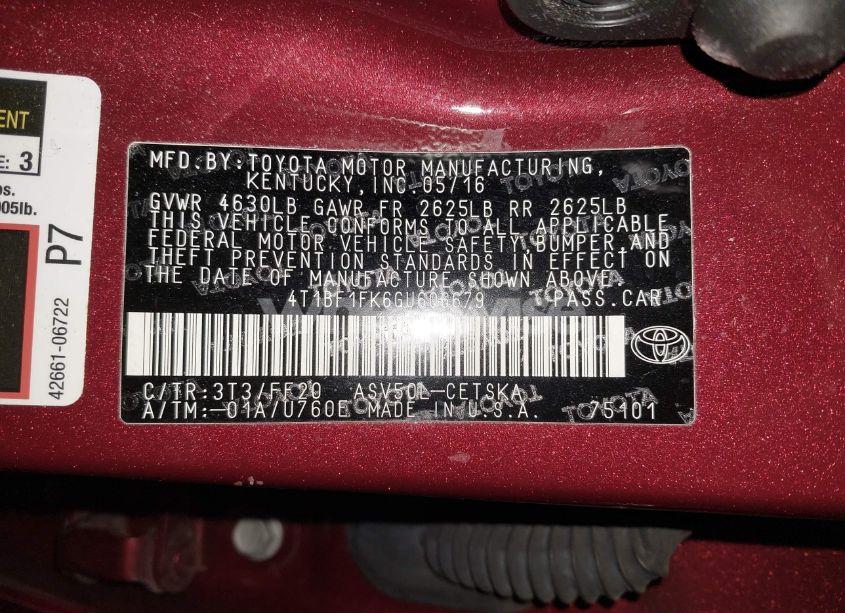 ENT
E: 3
os.
005lb.
P7
42661-06722
MFD. BY: TOYOTA MOTOR MANUFACTURING,
KENTUCKY, INC. 05/16
GVWR 4630LB GAWR FR 2625LB RR 2625LB
THIS VEHICLE CONFORMS TO ALL APPLICABLE
FEDERAL MOTOR VEHICLE SAFETY, BUMPER, AND
THEFT PREVENTION STANDARDS IN EFFECT ON
THE DATE OF MANUFACTURE SHOWN ABOVE.
4T1BF1FK6GU606679 PASS. CAR
C/TR: 3T3/FE20 ASV50L-CETSKA
A/TM: -01A/U760E MADE IN U.S.A. 75101